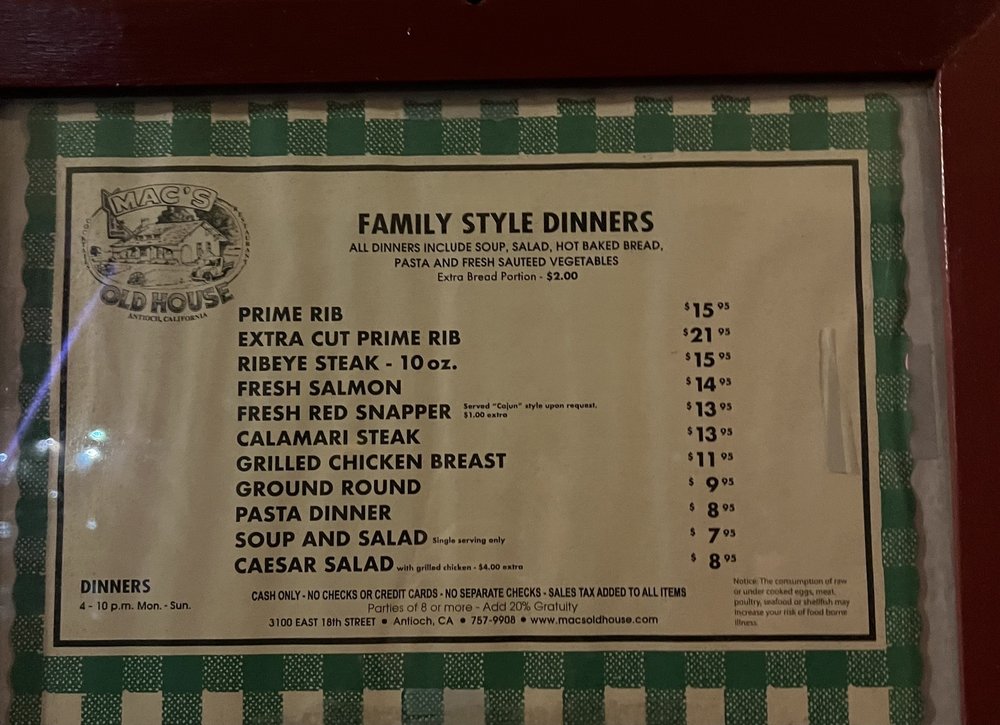 MAC'S
OLD HOUSE
ANTIOCH, CALIFORNIA
FAMILY STYLE DINNERS
ALL DINNERS INCLUDE SOUP, SALAD, HOT BAKED BREAD,
PASTA AND FRESH SAUTEED VEGETABLES
Extra Bread Portion - $2.00
PRIME RIB $15 95
EXTRA CUT PRIME RIB $21 95
RIBEYE STEAK - 10 oz. $15 95
FRESH SALMON $14 95
FRESH RED SNAPPER Served "Cajun" style upon request, $1.00 extra $13 95
CALAMARI STEAK $13 95
GRILLED CHICKEN BREAST $11 95
GROUND ROUND $9 95
PASTA DINNER $8 95
SOUP AND SALAD Single serving only $7 95
CAESAR SALAD with grilled chicken - $4.00 extra $8 95
DINNERS
4 - 10 p.m. Mon. - Sun.
CASH ONLY - NO CHECKS OR CREDIT CARDS - NO SEPARATE CHECKS - SALES TAX ADDED TO ALL ITEMS
Parties of 8 or more - Add 20% Gratuity
3100 EAST 18th STREET • Antioch, CA • 757-9908 • www.macsoldhouse.com
Notice: The consumption of raw
or under cooked eggs, meat,
poultry, seafood or shellfish may
increase your risk of food borne
illness.